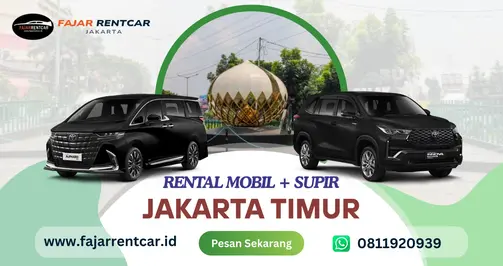 FAJAR RENTCAR
JAKARTA
RENTAL MOBIL + SUPIR
JAKARTA TIMUR
www.fajarrentcar.id
Pesan Sekarang
0811920939